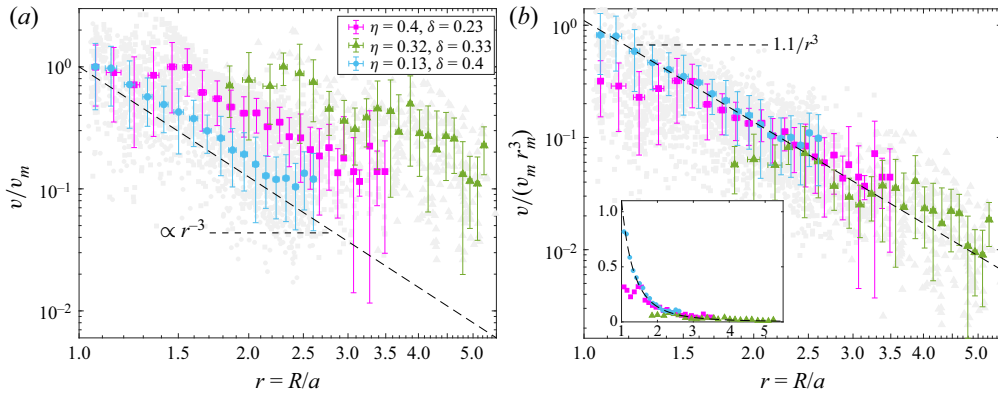 (a)
η = 0.4, δ = 0.23
η = 0.32, δ = 0.33
η = 0.13, δ = 0.4
10⁰
10⁻¹
10⁻²
v/vₘ
∝ r⁻³
1.0 1.5 2.0 2.5 3.0 3.5 4.0 5.0
r = R/a
(b)
10⁰
10⁻¹
10⁻²
v/(vₘ rₘ³)
1.1/r³
1.0
0.5
0
1 2 3 4 5
1.0 1.5 2.0 2.5 3.0 3.5 4.0 5.0
r = R/a